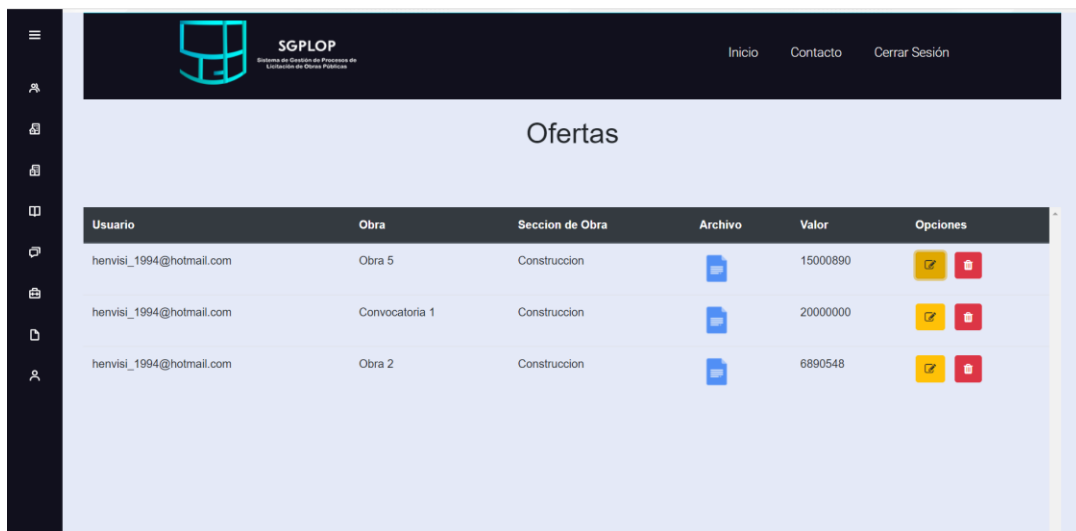 SGPLOP
Sistema de Gestión de Procesos de
Licitación de Obras Públicas
Inicio Contacto Cerrar Sesión
Ofertas
Usuario Obra Seccion de Obra Archivo Valor Opciones
henvisi_1994@hotmail.com Obra 5 Construccion 15000890
henvisi_1994@hotmail.com Convocatoria 1 Construccion 20000000
henvisi_1994@hotmail.com Obra 2 Construccion 6890548